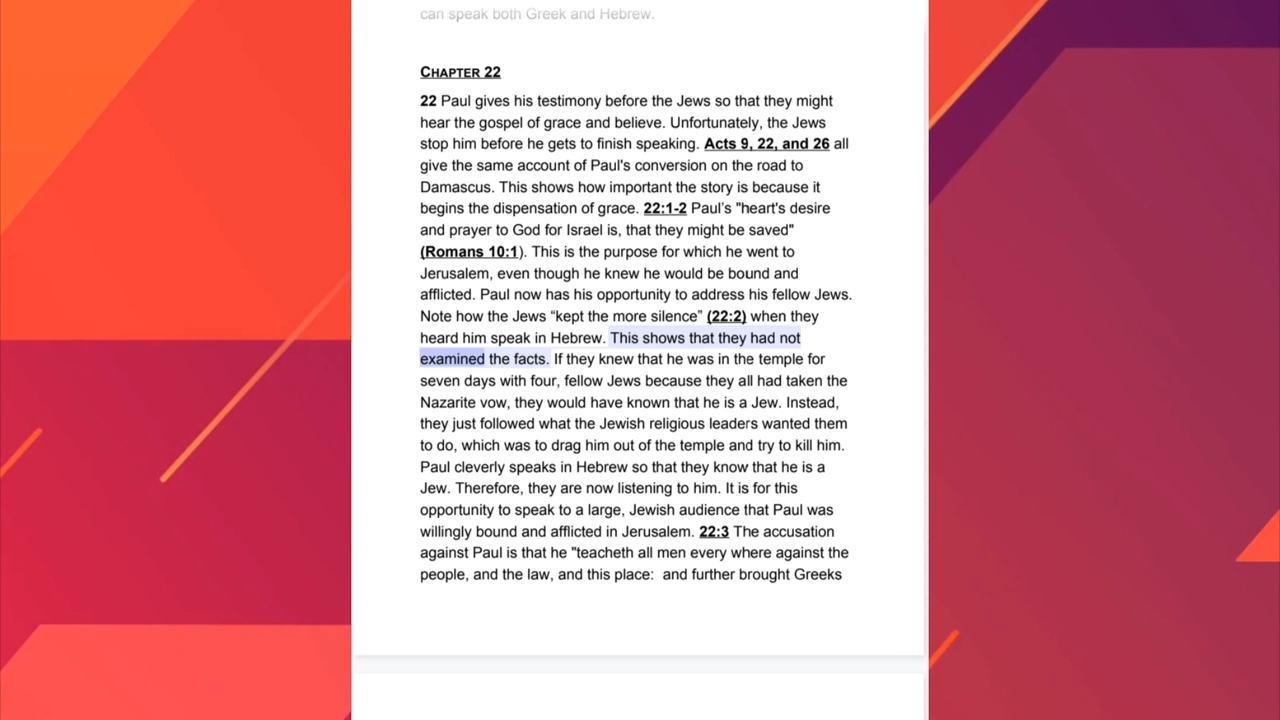 can speak both Greek and Hebrew.
CHAPTER 22
22 Paul gives his testimony before the Jews so that they might
hear the gospel of grace and believe. Unfortunately, the Jews
stop him before he gets to finish speaking. Acts 9, 22, and 26 all
give the same account of Paul's conversion on the road to
Damascus. This shows how important the story is because it
begins the dispensation of grace. 22:1-2 Paul’s "heart's desire
and prayer to God for Israel is, that they might be saved"
(Romans 10:1). This is the purpose for which he went to
Jerusalem, even though he knew he would be bound and
afflicted. Paul now has his opportunity to address his fellow Jews.
Note how the Jews “kept the more silence” (22:2) when they
heard him speak in Hebrew. This shows that they had not
examined the facts. If they knew that he was in the temple for
seven days with four, fellow Jews because they all had taken the
Nazarite vow, they would have known that he is a Jew. Instead,
they just followed what the Jewish religious leaders wanted them
to do, which was to drag him out of the temple and try to kill him.
Paul cleverly speaks in Hebrew so that they know that he is a
Jew. Therefore, they are now listening to him. It is for this
opportunity to speak to a large, Jewish audience that Paul was
willingly bound and afflicted in Jerusalem. 22:3 The accusation
against Paul is that he "teacheth all men every where against the
people, and the law, and this place:  and further brought Greeks